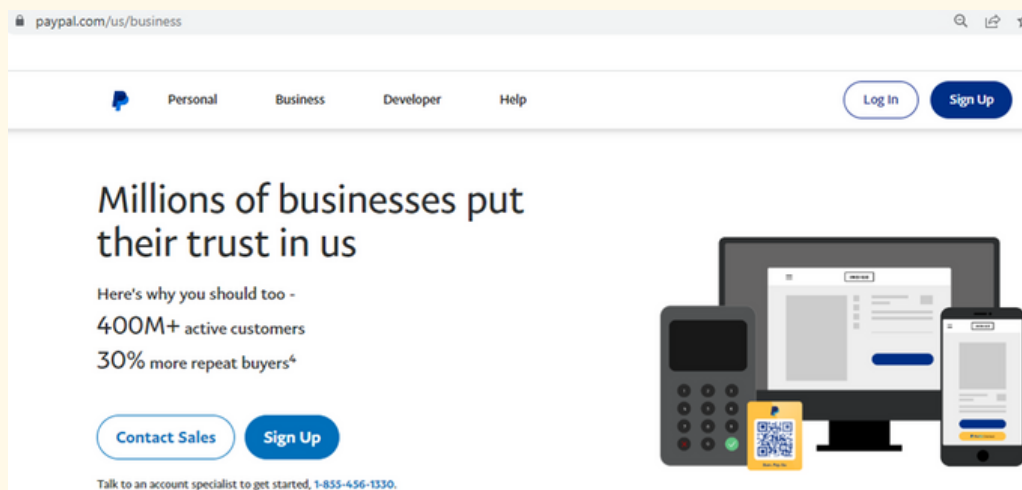 paypal.com/us/business
Personal Business Developer Help Log In Sign Up
Millions of businesses put
their trust in us
Here's why you should too -
400M+ active customers
30% more repeat buyers⁴
Contact Sales Sign Up
Talk to an account specialist to get started, 1-855-456-1330.